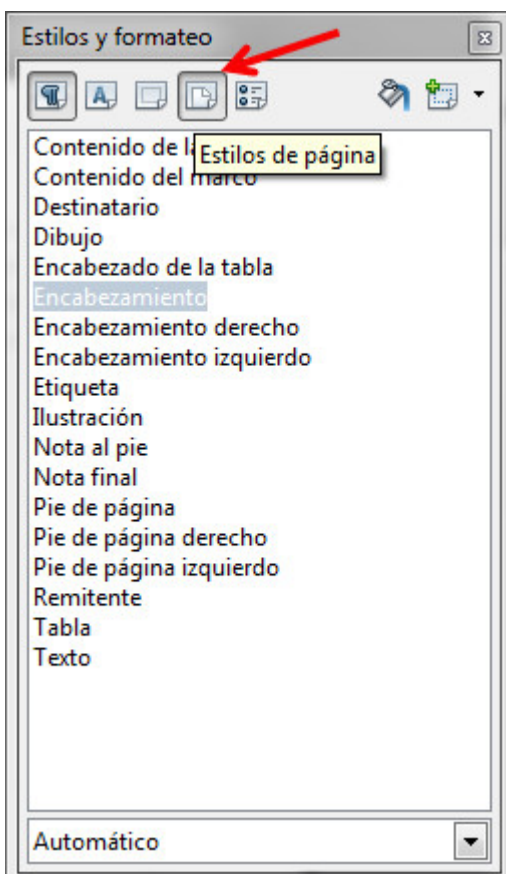 Estilos y formateo
Estilos de página
Contenido de l
Contenido del marco
Destinatario
Dibujo
Encabezado de la tabla
Encabezamiento
Encabezamiento derecho
Encabezamiento izquierdo
Etiqueta
Ilustración
Nota al pie
Nota final
Pie de página
Pie de página derecho
Pie de página izquierdo
Remitente
Tabla
Texto
Automático